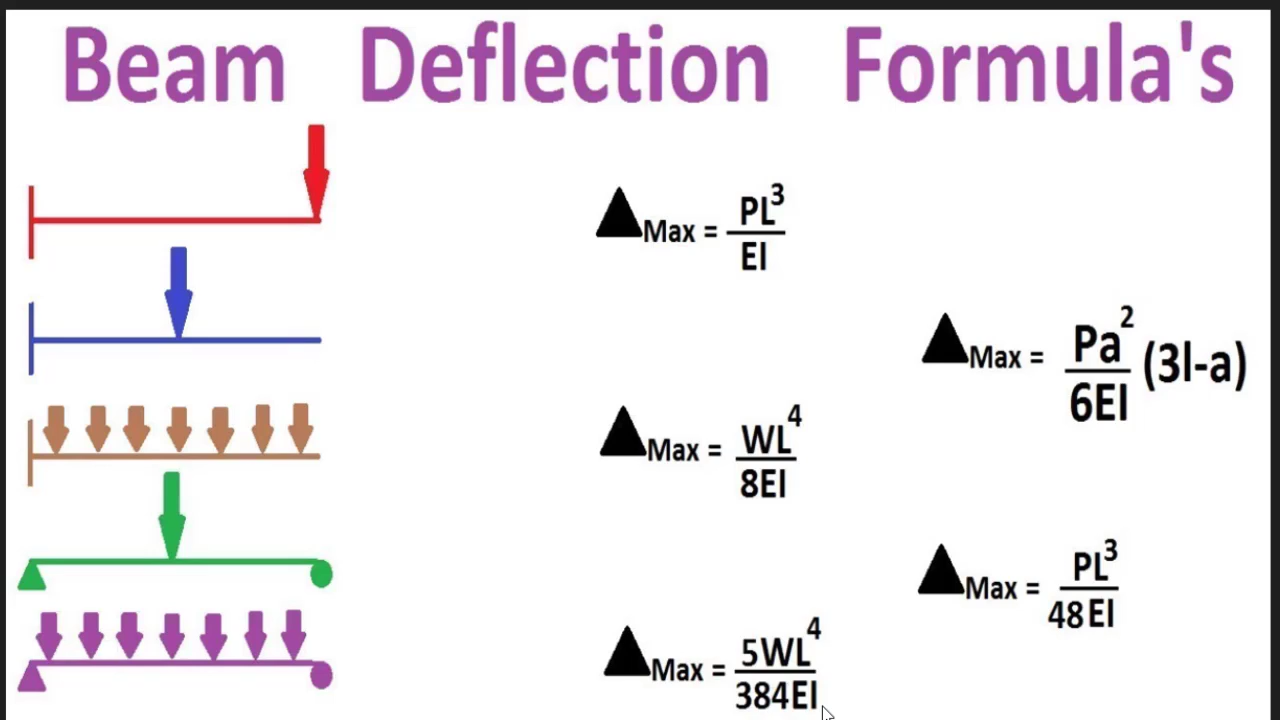 Beam Deflection Formula's
▲Max = PL³/EI
▲Max = Pa²/6EI (3l-a)
▲Max = WL⁴/8EI
▲Max = PL³/48EI
▲Max = 5WL⁴/384EI